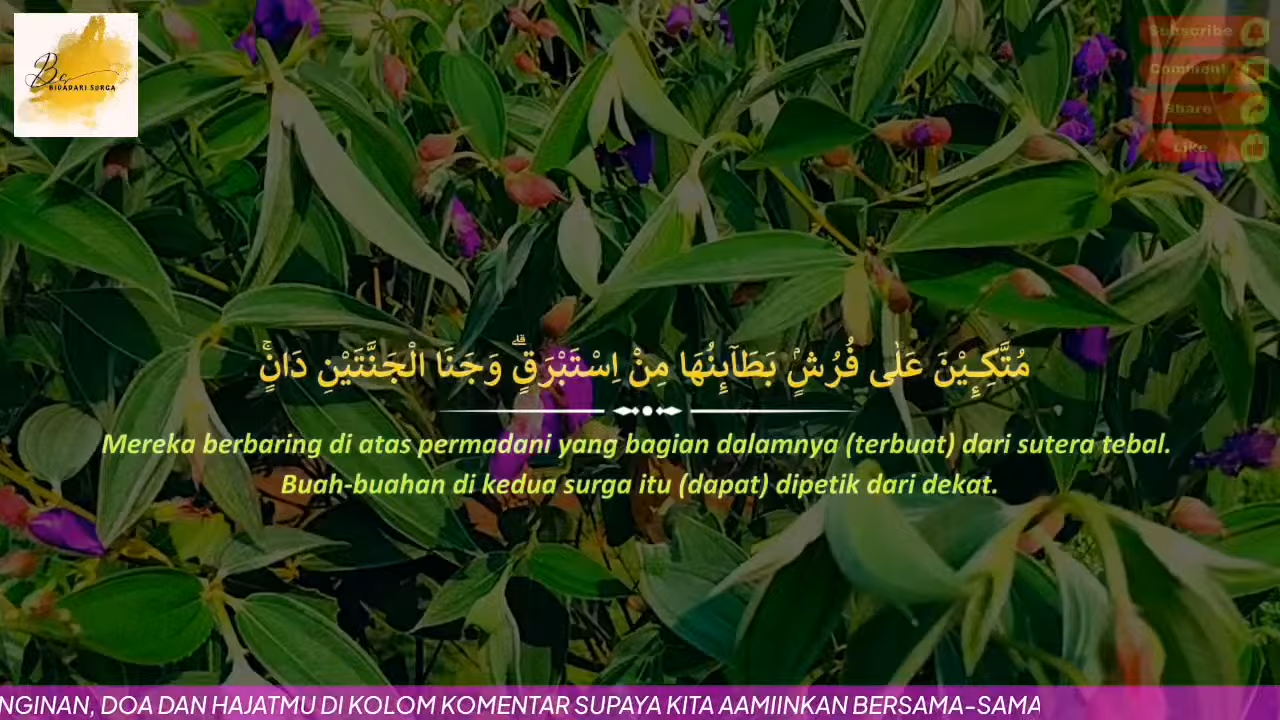 Bs
BIDADARI SURGA
Subscribe
Comment
Share
Like
مُتَّكِـِٕيْنَ عَلٰى فُرُشٍۢ بَطَاۤىِٕنُهَا مِنْ اِسْتَبْرَقٍۗ وَجَنَا الْجَنَّتَيْنِ دَانٍۚ
Mereka berbaring di atas permadani yang bagian dalamnya (terbuat) dari sutera tebal.
Buah-buahan di kedua surga itu (dapat) dipetik dari dekat.
NGINAN, DOA DAN HAJATMU DI KOLOM KOMENTAR SUPAYA KITA AAMIINKAN BERSAMA-SAMA